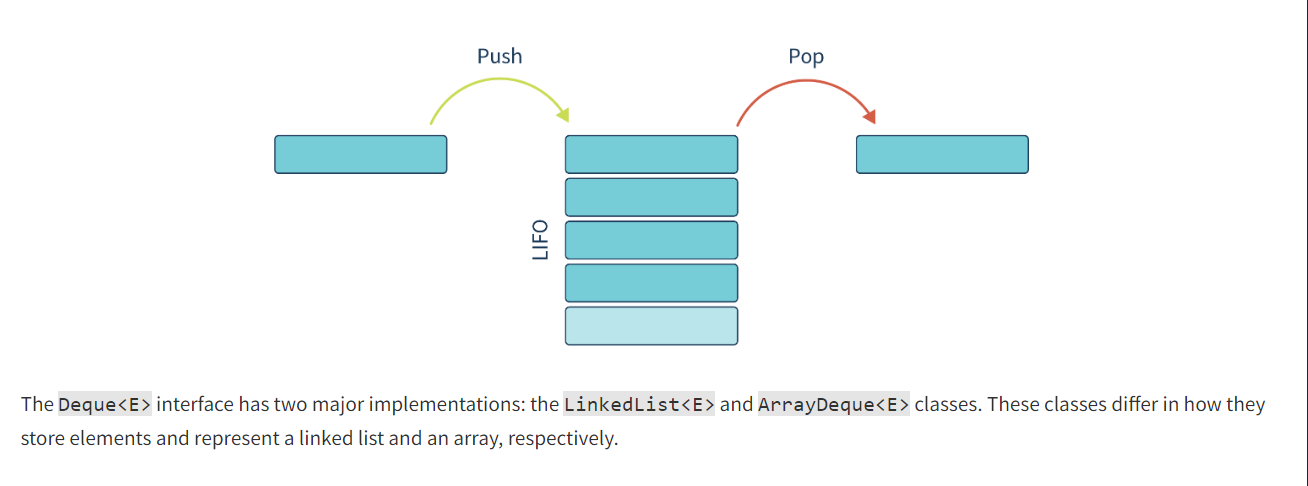 Push
Pop
LIFO
The Deque<E> interface has two major implementations: the LinkedList<E> and ArrayDeque<E> classes. These classes differ in how they
store elements and represent a linked list and an array, respectively.